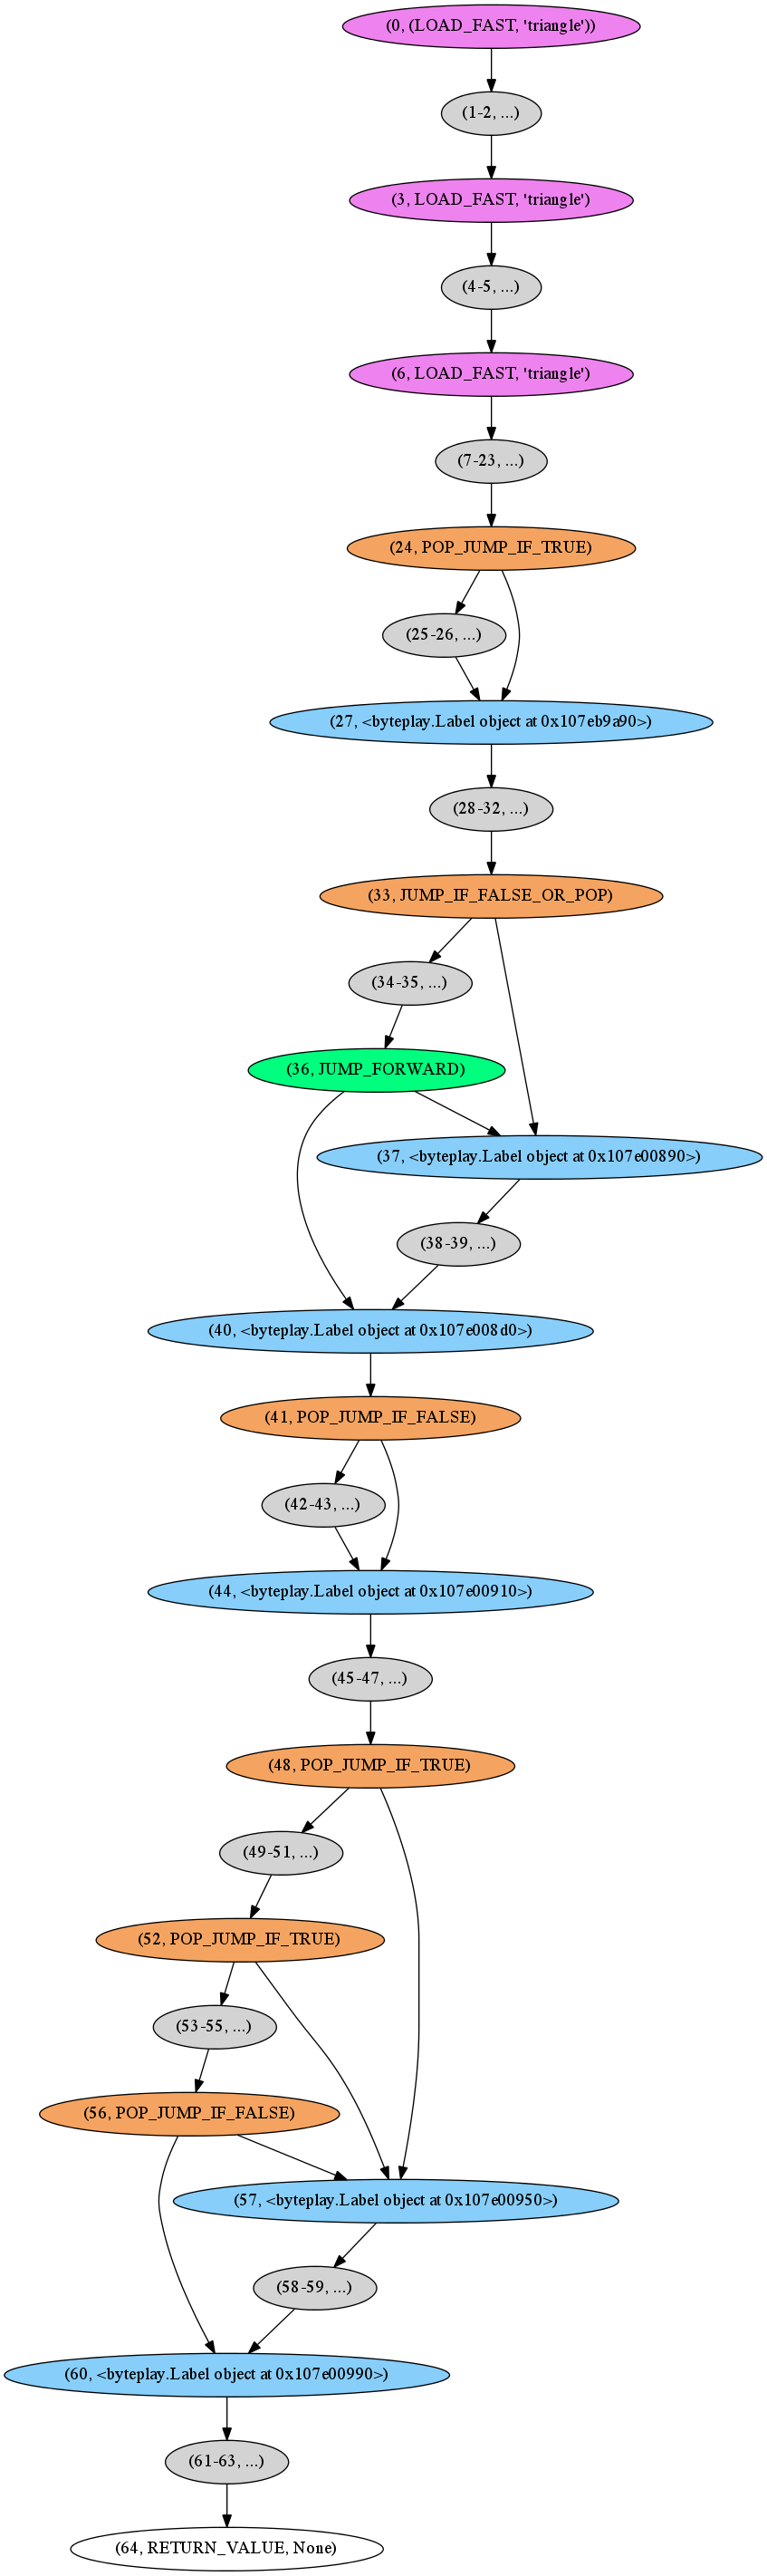 (0, (LOAD_FAST, 'triangle'))
(1-2, ...)
(3, LOAD_FAST, 'triangle')
(4-5, ...)
(6, LOAD_FAST, 'triangle')
(7-23, ...)
(24, POP_JUMP_IF_TRUE)
(25-26, ...)
(27, <byteplay.Label object at 0x107eb9a90>)
(28-32, ...)
(33, JUMP_IF_FALSE_OR_POP)
(34-35, ...)
(36, JUMP_FORWARD)
(37, <byteplay.Label object at 0x107e00890>)
(38-39, ...)
(40, <byteplay.Label object at 0x107e008d0>)
(41, POP_JUMP_IF_FALSE)
(42-43, ...)
(44, <byteplay.Label object at 0x107e00910>)
(45-47, ...)
(48, POP_JUMP_IF_TRUE)
(49-51, ...)
(52, POP_JUMP_IF_TRUE)
(53-55, ...)
(56, POP_JUMP_IF_FALSE)
(57, <byteplay.Label object at 0x107e00950>)
(58-59, ...)
(60, <byteplay.Label object at 0x107e00990>)
(61-63, ...)
(64, RETURN_VALUE, None)